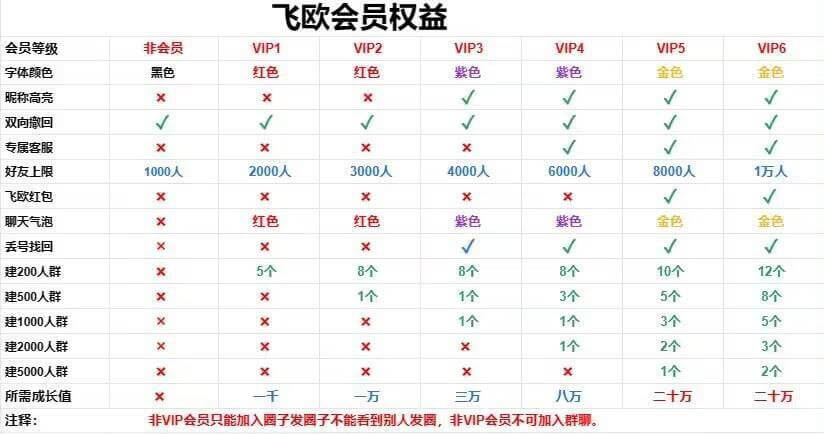 飞欧会员权益
会员等级 非会员 VIP1 VIP2 VIP3 VIP4 VIP5 VIP6
字体颜色 黑色 红色 红色 紫色 紫色 金色 金色
昵称高亮 × × × ✓ ✓ ✓ ✓
双向撤回 ✓ ✓ ✓ ✓ ✓ ✓ ✓
专属客服 × × × × ✓ ✓ ✓
好友上限 1000人 2000人 3000人 4000人 6000人 8000人 1万人
飞欧红包 × × × × × ✓ ✓
聊天气泡 × 红色 红色 紫色 紫色 金色 金色
丢号找回 × × × ✓ ✓ ✓ ✓
建200人群 × 5个 8个 8个 8个 10个 12个
建500人群 × × 1个 1个 3个 5个 8个
建1000人群 × × × 1个 1个 3个 5个
建2000人群 × × × × 1个 2个 3个
建5000人群 × × × × × 1个 2个
所需成长值 × 一千 一万 三万 八万 二十万 二十万
注释： 非VIP会员只能加入圈子发圈子不能看到别人发圈，非VIP会员不可加入群聊。